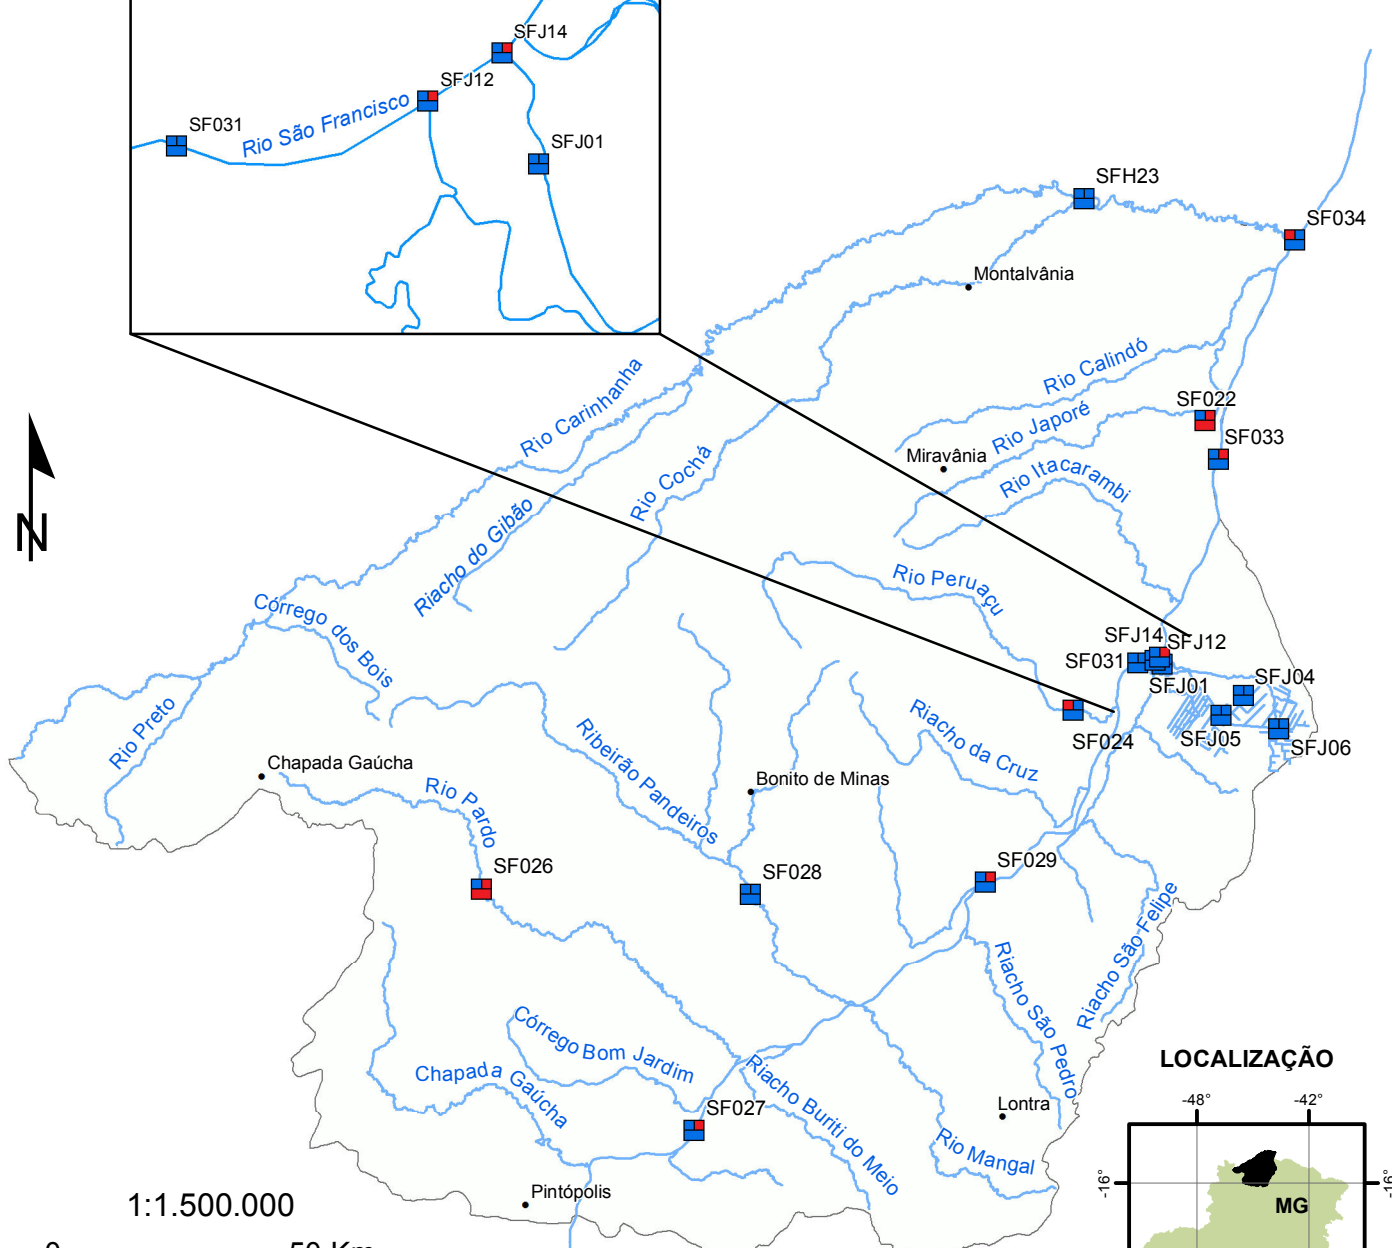 SFJ14
SFJ12
Rio São Francisco
SF031
SFJ01
SFH23
SF034
Montalvânia
Rio Calindó
Rio Carinhanha
SF022
Rio Japoré
SF033
Miravânia
Rio Cochá
Rio Itacarambi
N
Riacho do Gibão
Rio Peruaçu
Córrego dos Bois
SFJ14
SFJ12
SF031
SFJ01
SFJ04
Rio Preto
SF024
SFJ05
SFJ06
Riacho da Cruz
Ribeirão Pandeiros
Chapada Gaúcha
Bonito de Minas
Rio Pardo
SF026
SF028
SF029
Riacho São Felipe
Riacho São Pedro
Córrego Bom Jardim
Chapada Gaúcha
Riacho Buriti do Meio
LOCALIZAÇÃO
-48°
-42°
SF027
Lontra
Rio Mangal
-16°
-16°
MG
Pintópolis
1:1.500.000
0
50 Km